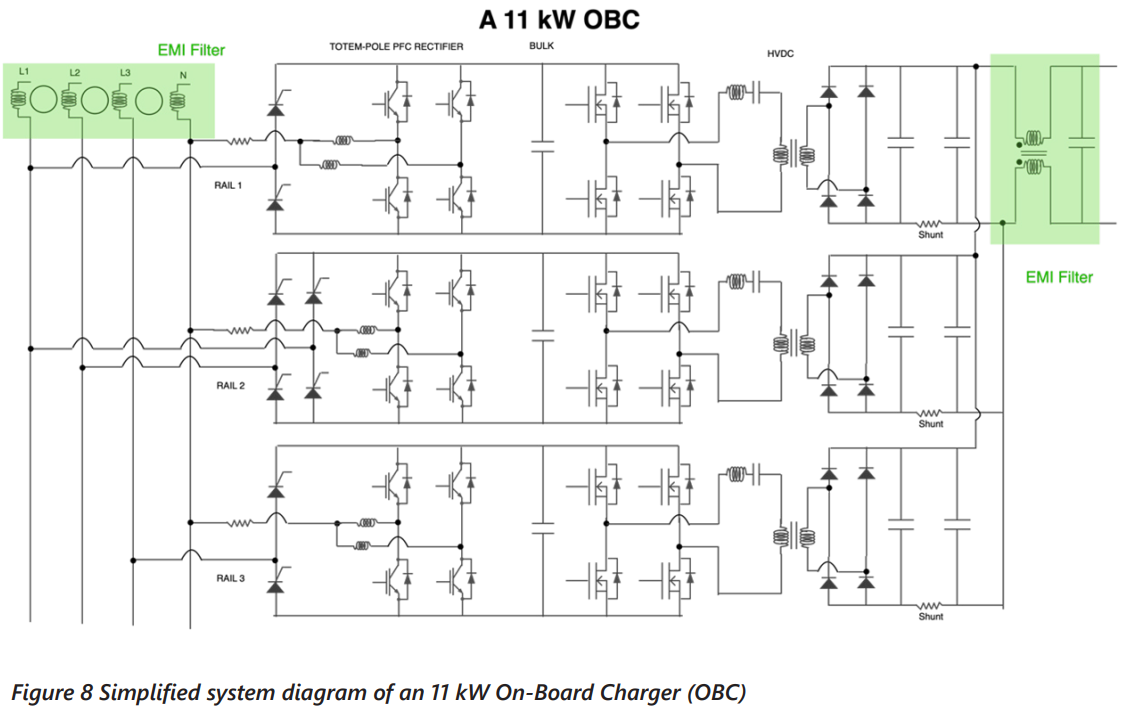 A 11 kW OBC
EMI Filter
TOTEM-POLE PFC RECTIFIER
BULK
HVDC
L1
L2
L3
N
RAIL 1
Shunt
EMI Filter
RAIL 2
Shunt
RAIL 3
Shunt
Figure 8 Simplified system diagram of an 11 kW On-Board Charger (OBC)